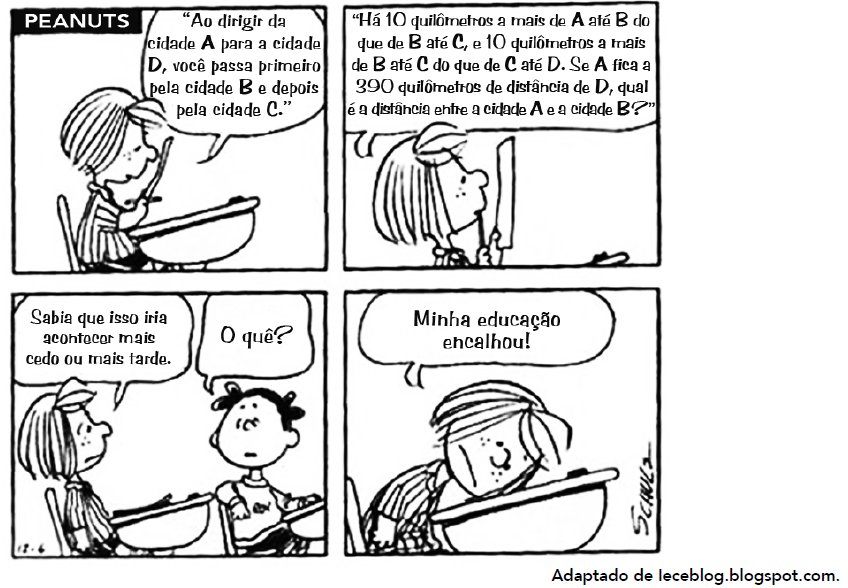 PEANUTS
“Ao dirigir da
cidade A para a cidade
D, você passa primeiro
pela cidade B e depois
pela cidade C.”
“Há 10 quilômetros a mais de A até B do
que de B até C, e 10 quilômetros a mais
de B até C do que de C até D. Se A fica a
390 quilômetros de distância de D, qual
é a distância entre a cidade A e a cidade B?”
Sabia que isso iria
acontecer mais
cedo ou mais tarde.
O quê?
12-6
Minha educação
encalhou!
SCHULZ
Adaptado de leceblog.blogspot.com.